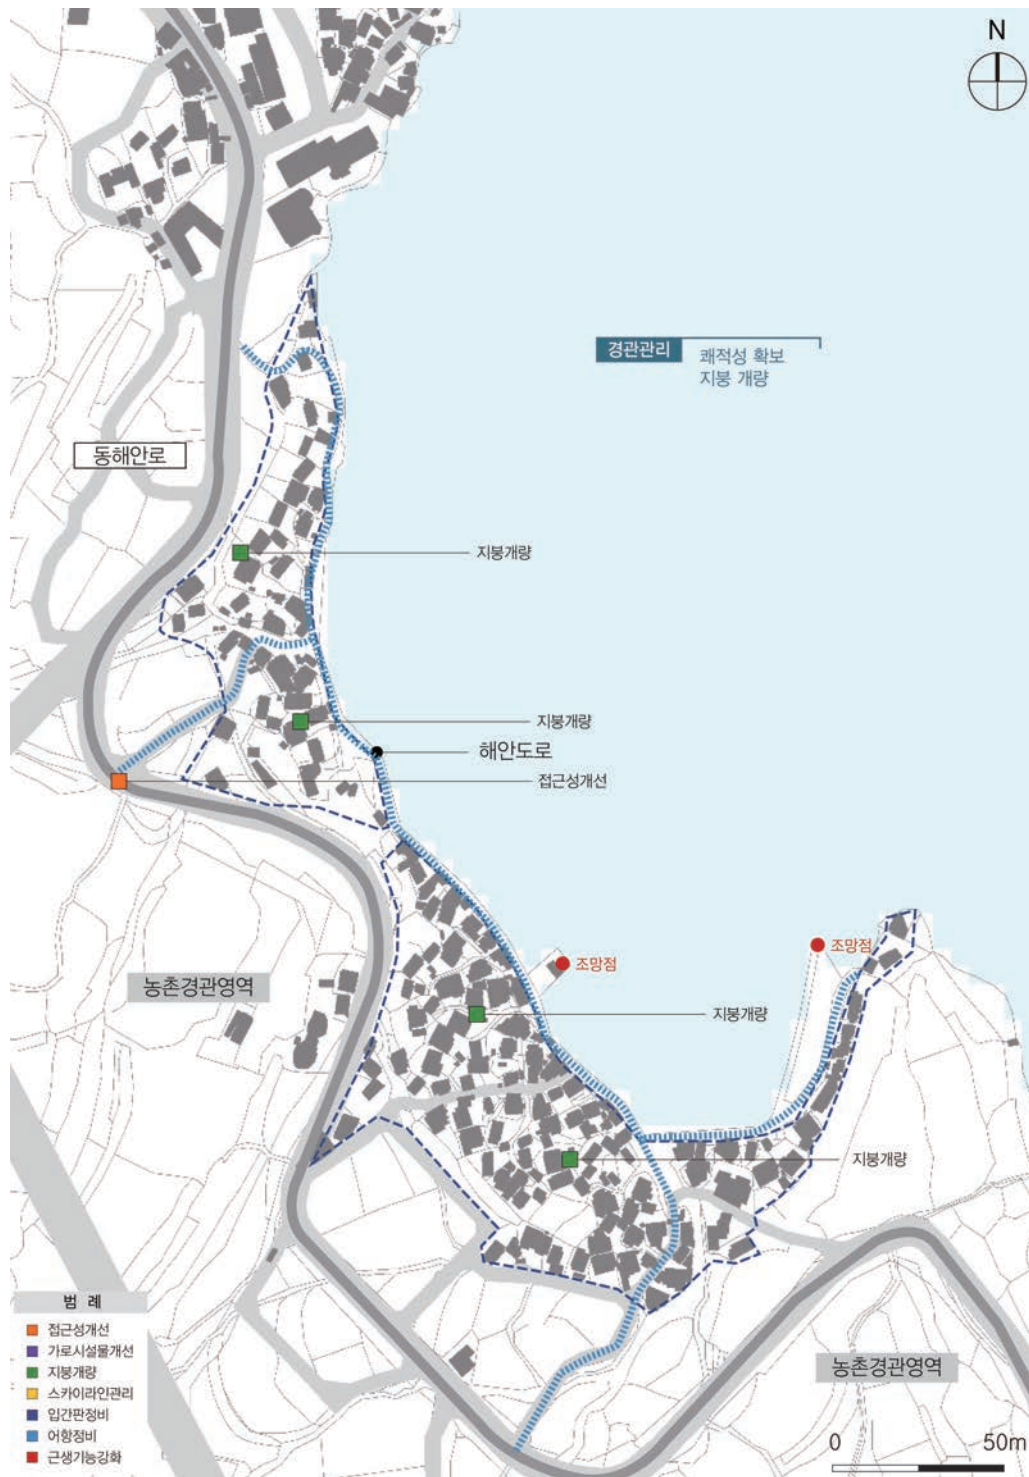 N
경관관리
쾌적성 확보
지붕 개량
동해안로
지붕개량
지붕개량
해안도로
접근성개선
조망점
조망점
농촌경관영역
지붕개량
지붕개량
범 례
접근성개선
가로시설물개선
지붕개량
스카이라인관리
입간판정비
어항정비
근생기능강화
농촌경관영역
0 50m